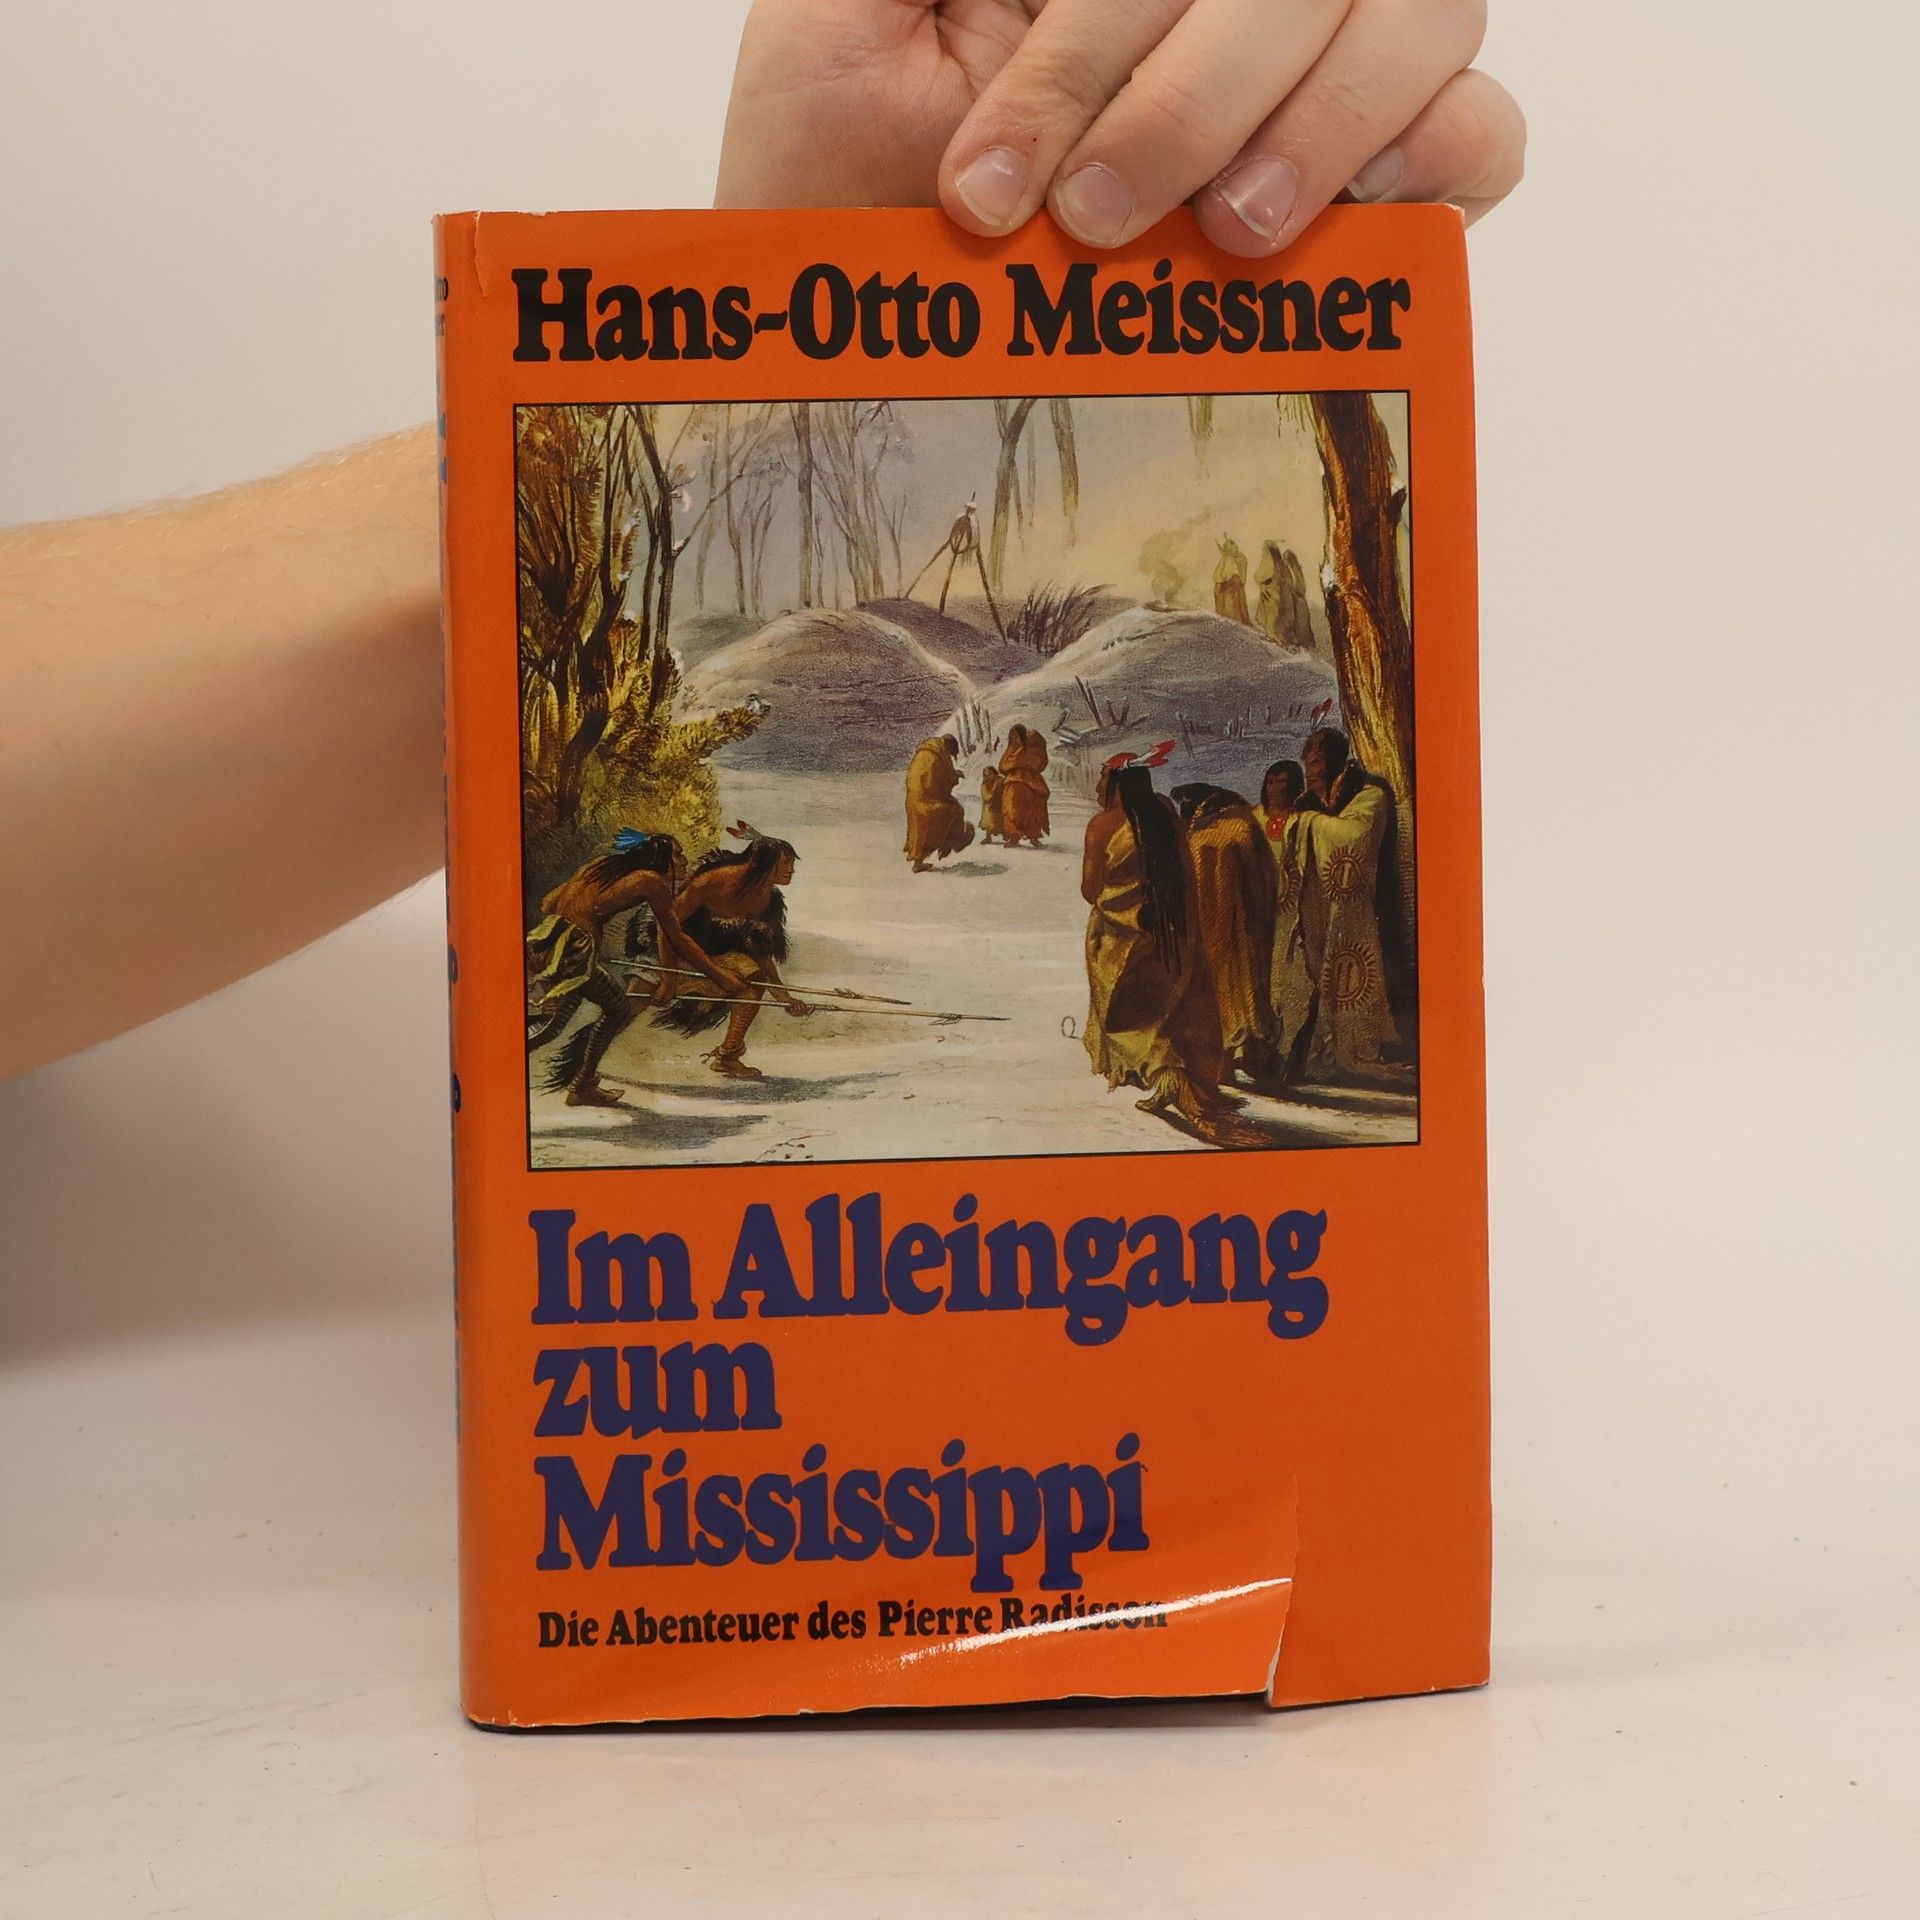 Hans-Otto Meissner
Im Alleingang
zum
Mississippi
Die Abenteuer des Pierre Radisson